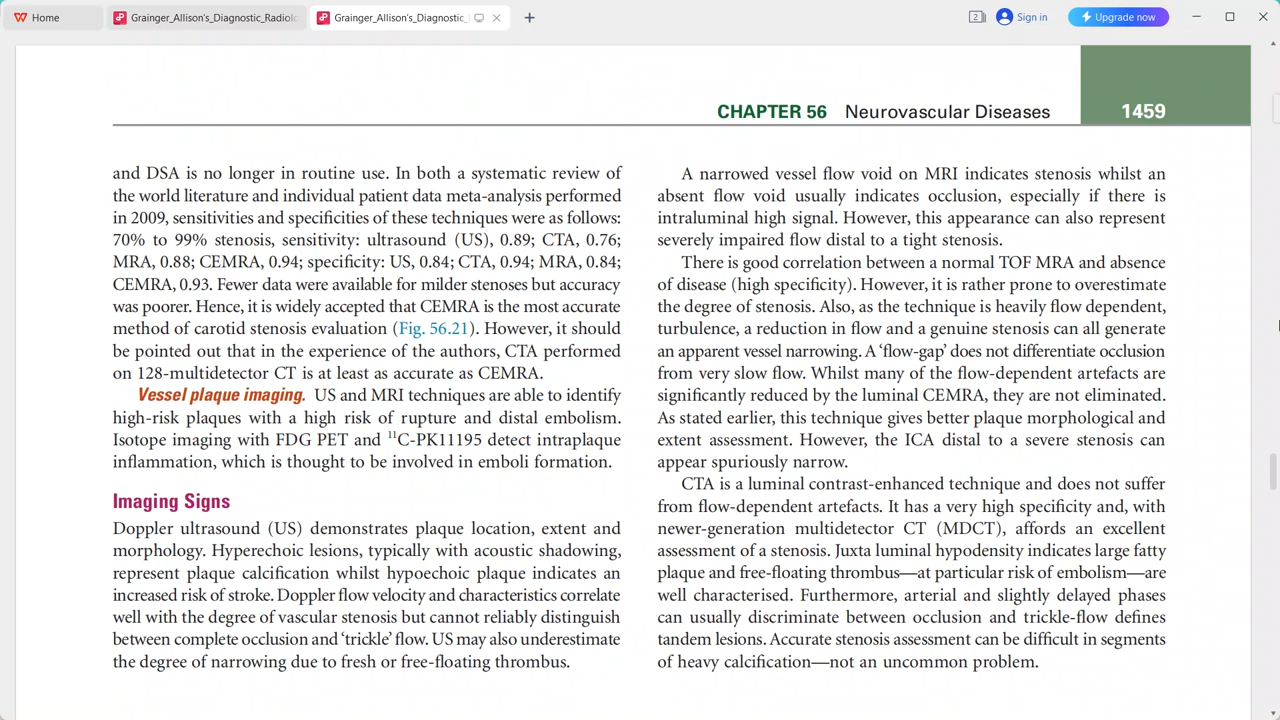 Home
Grainger_Allison's_Diagnostic_Radiolo
Grainger_Allison's_Diagnostic_
2
Sign in
Upgrade now
CHAPTER 56 Neurovascular Diseases 1459
and DSA is no longer in routine use. In both a systematic review of
the world literature and individual patient data meta-analysis performed
in 2009, sensitivities and specificities of these techniques were as follows:
70% to 99% stenosis, sensitivity: ultrasound (US), 0.89; CTA, 0.76;
MRA, 0.88; CEMRA, 0.94; specificity: US, 0.84; CTA, 0.94; MRA, 0.84;
CEMRA, 0.93. Fewer data were available for milder stenoses but accuracy
was poorer. Hence, it is widely accepted that CEMRA is the most accurate
method of carotid stenosis evaluation (Fig. 56.21). However, it should
be pointed out that in the experience of the authors, CTA performed
on 128-multidetector CT is at least as accurate as CEMRA.
Vessel plaque imaging. US and MRI techniques are able to identify
high-risk plaques with a high risk of rupture and distal embolism.
Isotope imaging with FDG PET and ¹¹C-PK11195 detect intraplaque
inflammation, which is thought to be involved in emboli formation.
Imaging Signs
Doppler ultrasound (US) demonstrates plaque location, extent and
morphology. Hyperechoic lesions, typically with acoustic shadowing,
represent plaque calcification whilst hypoechoic plaque indicates an
increased risk of stroke. Doppler flow velocity and characteristics correlate
well with the degree of vascular stenosis but cannot reliably distinguish
between complete occlusion and ‘trickle’ flow. US may also underestimate
the degree of narrowing due to fresh or free-floating thrombus.
A narrowed vessel flow void on MRI indicates stenosis whilst an
absent flow void usually indicates occlusion, especially if there is
intraluminal high signal. However, this appearance can also represent
severely impaired flow distal to a tight stenosis.
There is good correlation between a normal TOF MRA and absence
of disease (high specificity). However, it is rather prone to overestimate
the degree of stenosis. Also, as the technique is heavily flow dependent,
turbulence, a reduction in flow and a genuine stenosis can all generate
an apparent vessel narrowing. A ‘flow-gap’ does not differentiate occlusion
from very slow flow. Whilst many of the flow-dependent artefacts are
significantly reduced by the luminal CEMRA, they are not eliminated.
As stated earlier, this technique gives better plaque morphological and
extent assessment. However, the ICA distal to a severe stenosis can
appear spuriously narrow.
CTA is a luminal contrast-enhanced technique and does not suffer
from flow-dependent artefacts. It has a very high specificity and, with
newer-generation multidetector CT (MDCT), affords an excellent
assessment of a stenosis. Juxta luminal hypodensity indicates large fatty
plaque and free-floating thrombus—at particular risk of embolism—are
well characterised. Furthermore, arterial and slightly delayed phases
can usually discriminate between occlusion and trickle-flow defines
tandem lesions. Accurate stenosis assessment can be difficult in segments
of heavy calcification—not an uncommon problem.